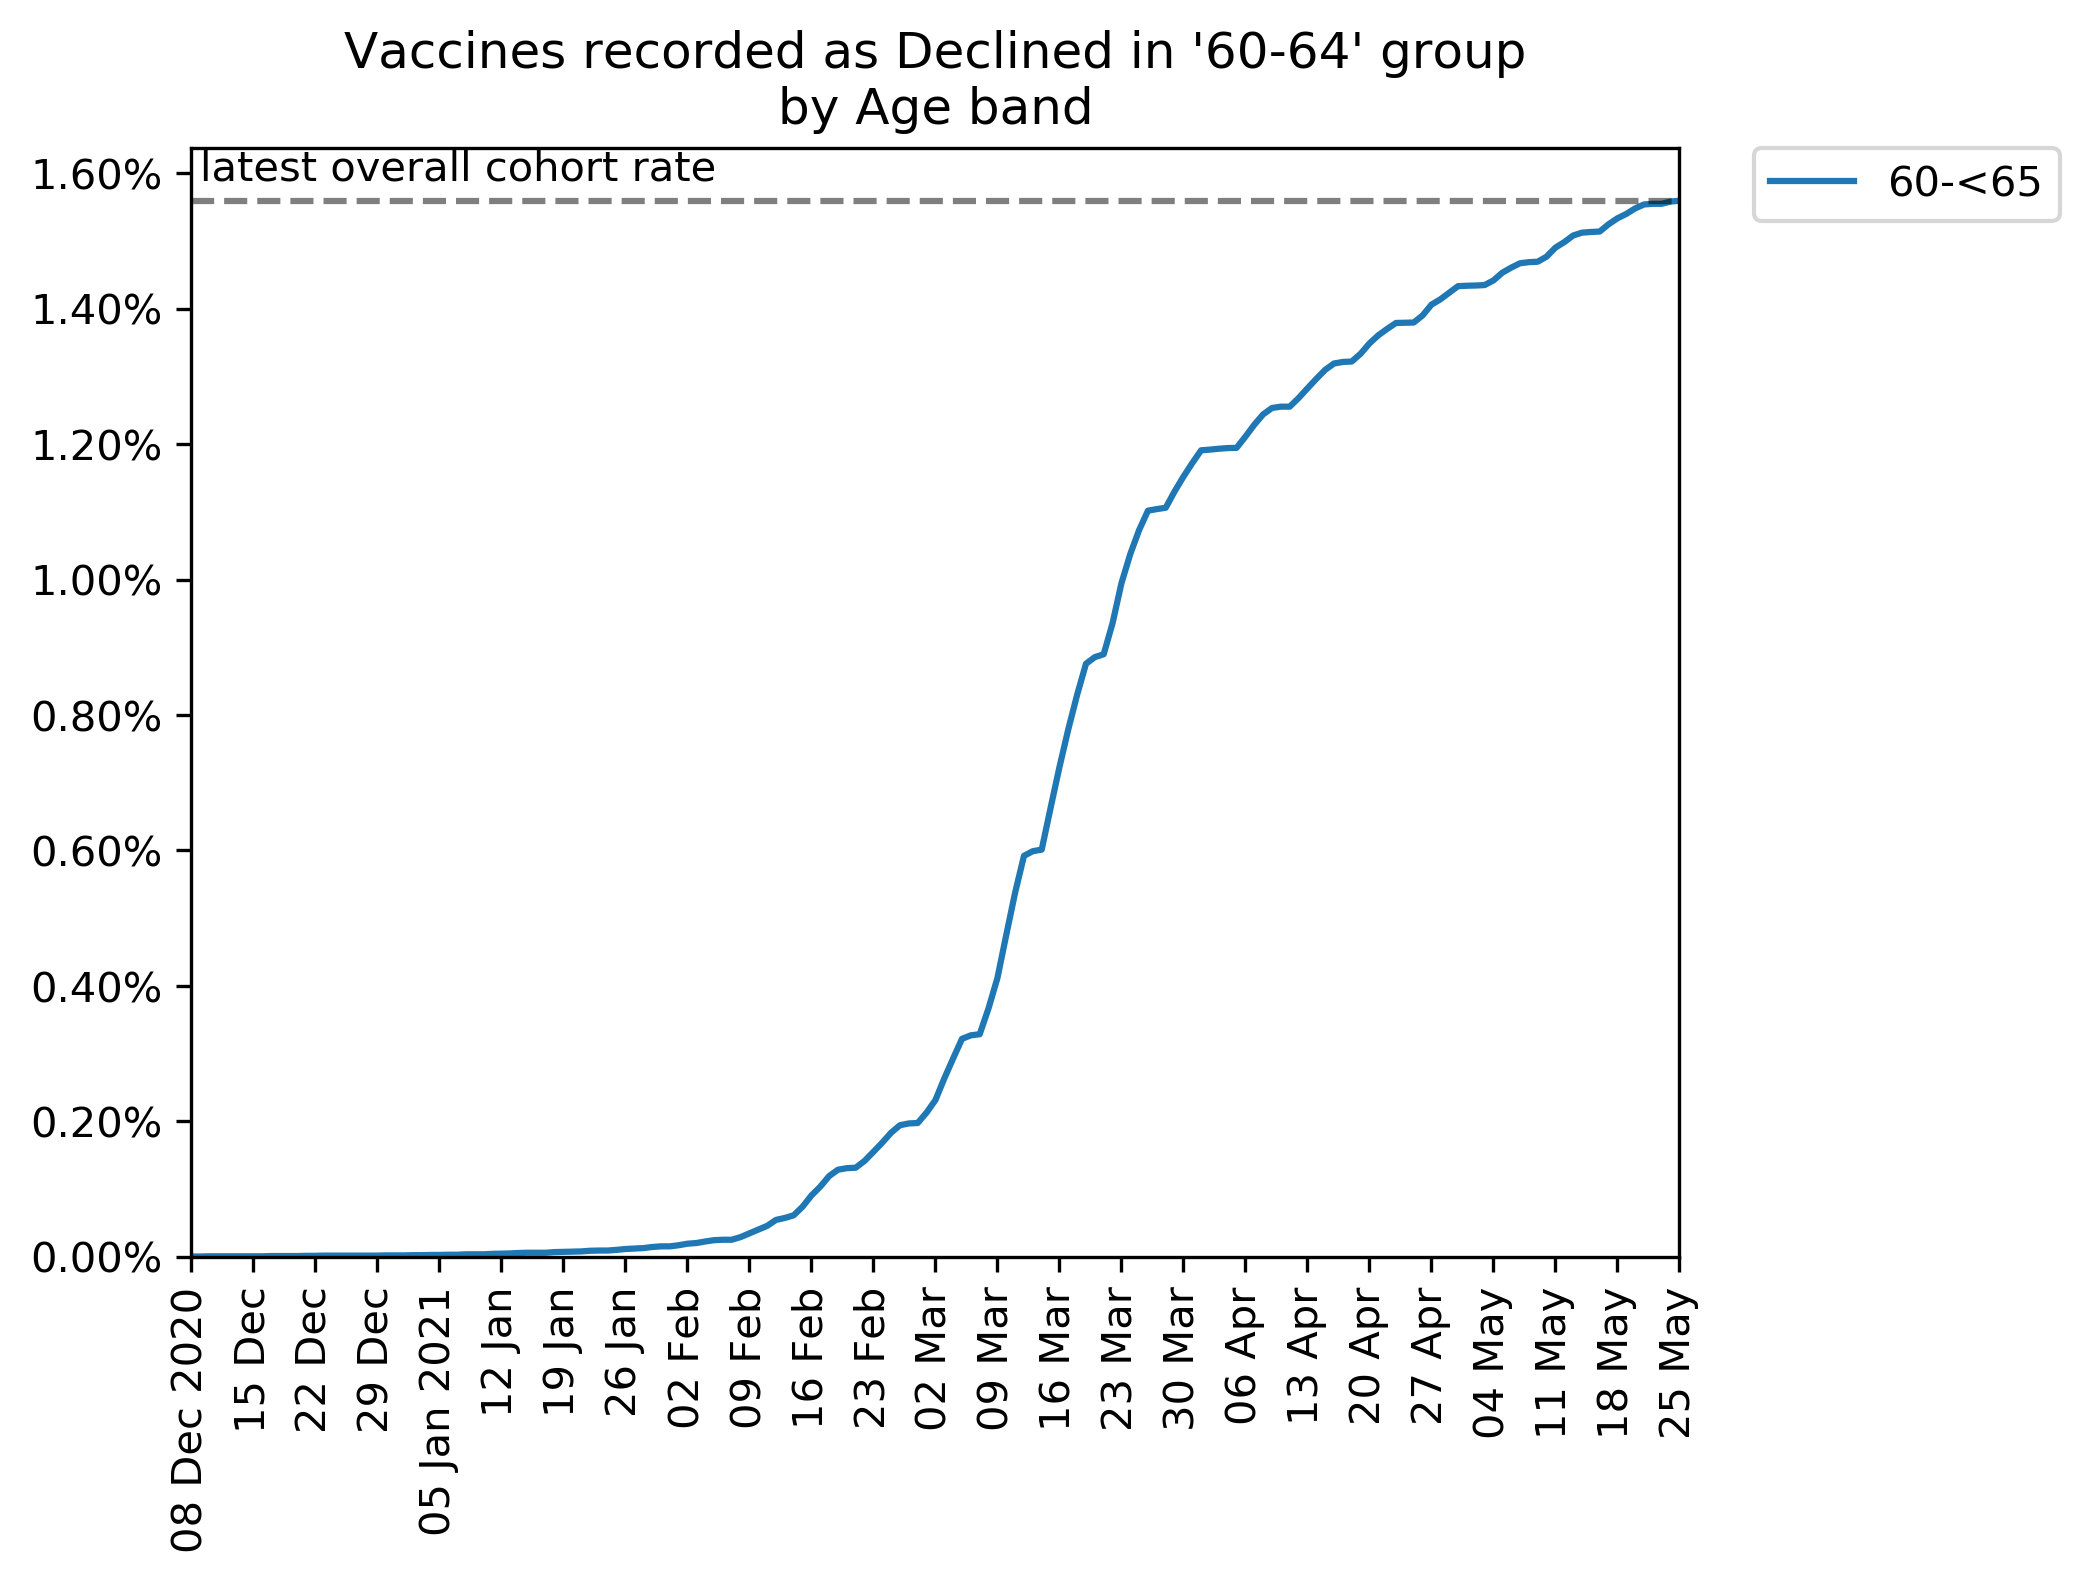 Vaccines recorded as Declined in '60-64' group
by Age band
latest overall cohort rate
60-<65
1.60%
1.40%
1.20%
1.00%
0.80%
0.60%
0.40%
0.20%
0.00%
08 Dec 2020
15 Dec
22 Dec
29 Dec
05 Jan 2021
12 Jan
19 Jan
26 Jan
02 Feb
09 Feb
16 Feb
23 Feb
02 Mar
09 Mar
16 Mar
23 Mar
30 Mar
06 Apr
13 Apr
20 Apr
27 Apr
04 May
11 May
18 May
25 May